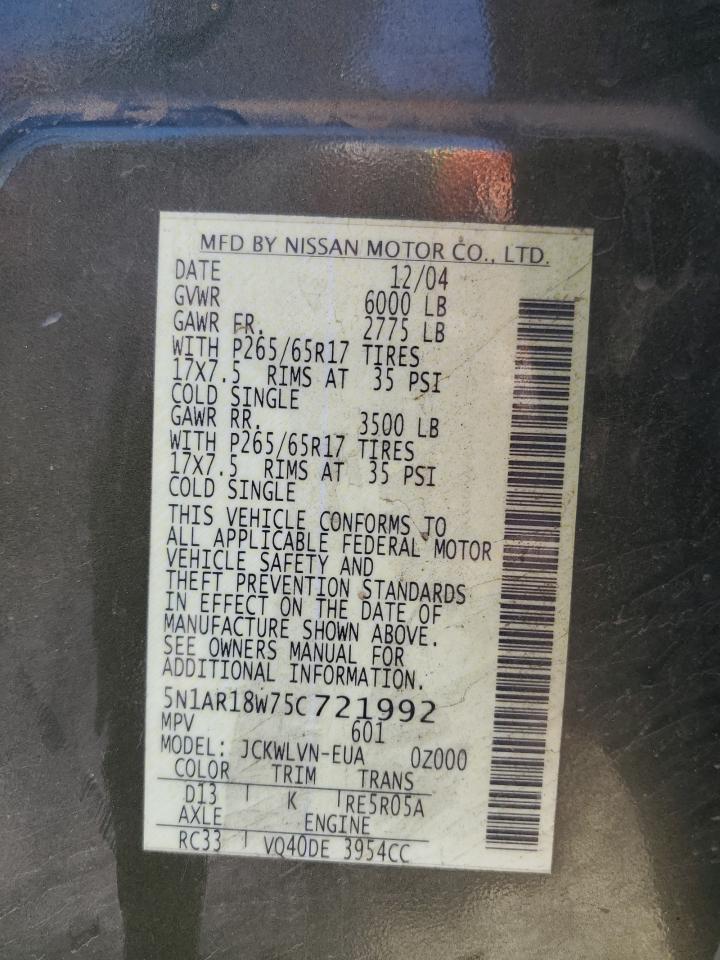 MFD BY NISSAN MOTOR CO., LTD.
DATE 12/04
GVWR 6000 LB
GAWR FR. 2775 LB
WITH P265/65R17 TIRES
17X7.5 RIMS AT 35 PSI
COLD SINGLE
GAWR RR. 3500 LB
WITH P265/65R17 TIRES
17X7.5 RIMS AT 35 PSI
COLD SINGLE
THIS VEHICLE CONFORMS TO
ALL APPLICABLE FEDERAL MOTOR
VEHICLE SAFETY AND
THEFT PREVENTION STANDARDS
IN EFFECT ON THE DATE OF
MANUFACTURE SHOWN ABOVE.
SEE OWNERS MANUAL FOR
ADDITIONAL INFORMATION.
5N1AR18W75C721992
MPV 601
MODEL: JCKWLVN-EUA 0Z000
COLOR TRIM TRANS
D13 K RE5R05A
AXLE ENGINE
RC33 VQ40DE 3954CC